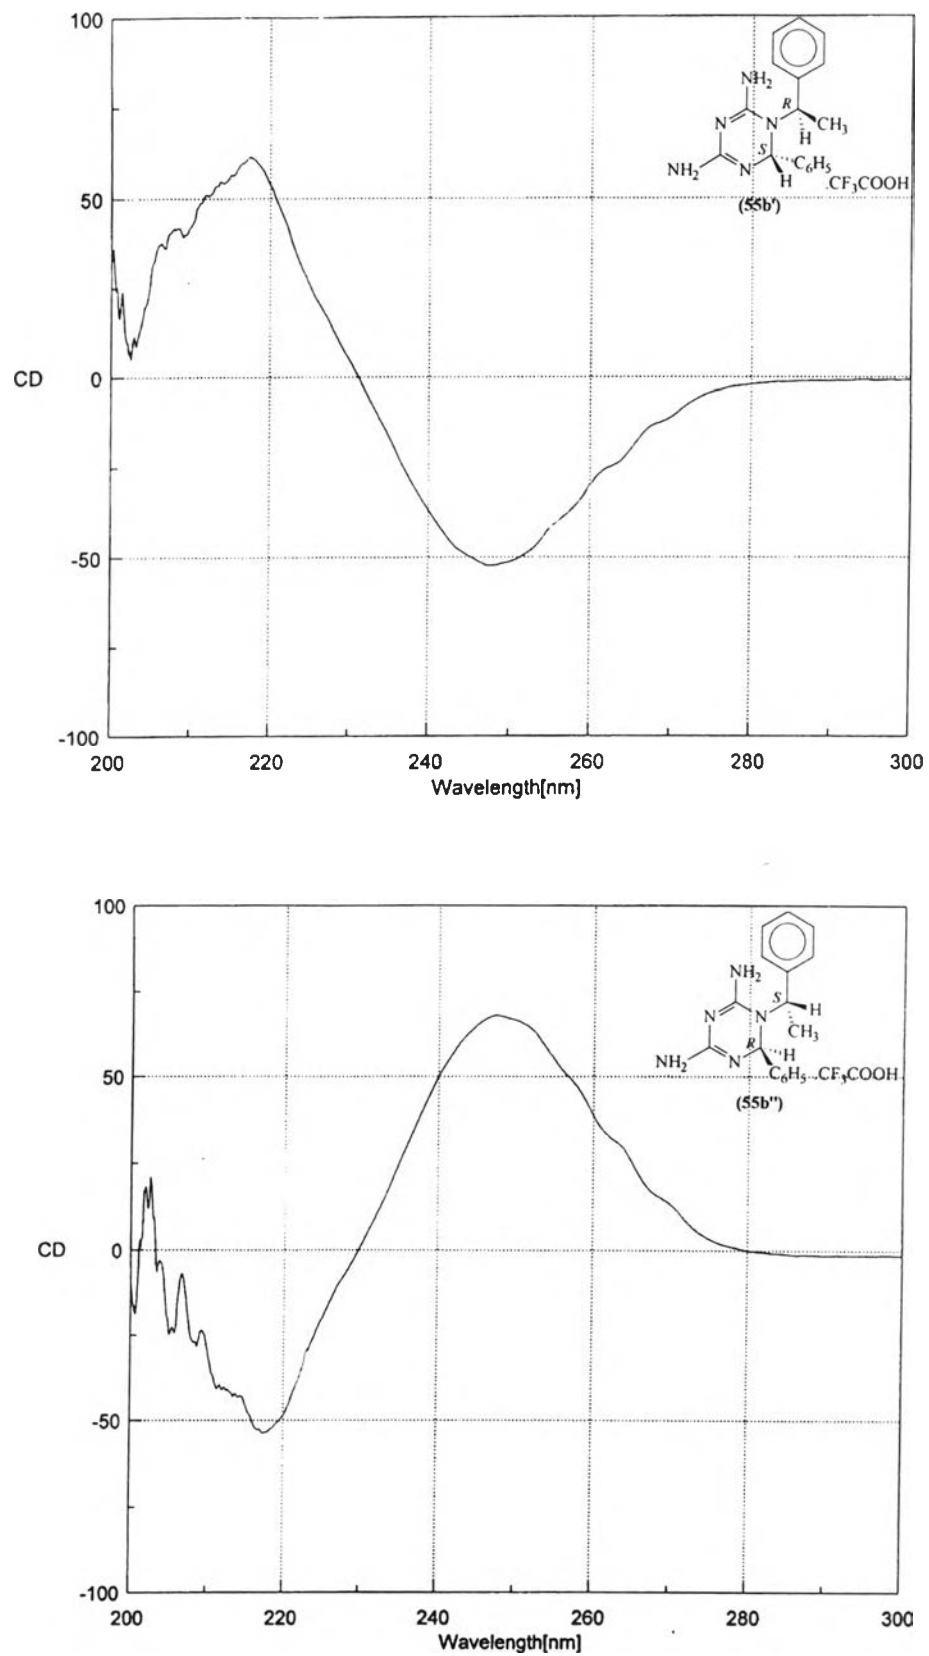 100
50
0
-50
-100
CD
200 220 240 260 280 300
Wavelength[nm]
NH₂
R
N N CH₃
H
S
NH₂ N C₆H₅
H .CF₃COOH
(55b')
100
50
0
-50
-100
CD
200 220 240 260 280 300
Wavelength[nm]
NH₂
S
H
N N
CH₃
R
NH₂ N H
C₆H₅ .CF₃COOH
(55b'')